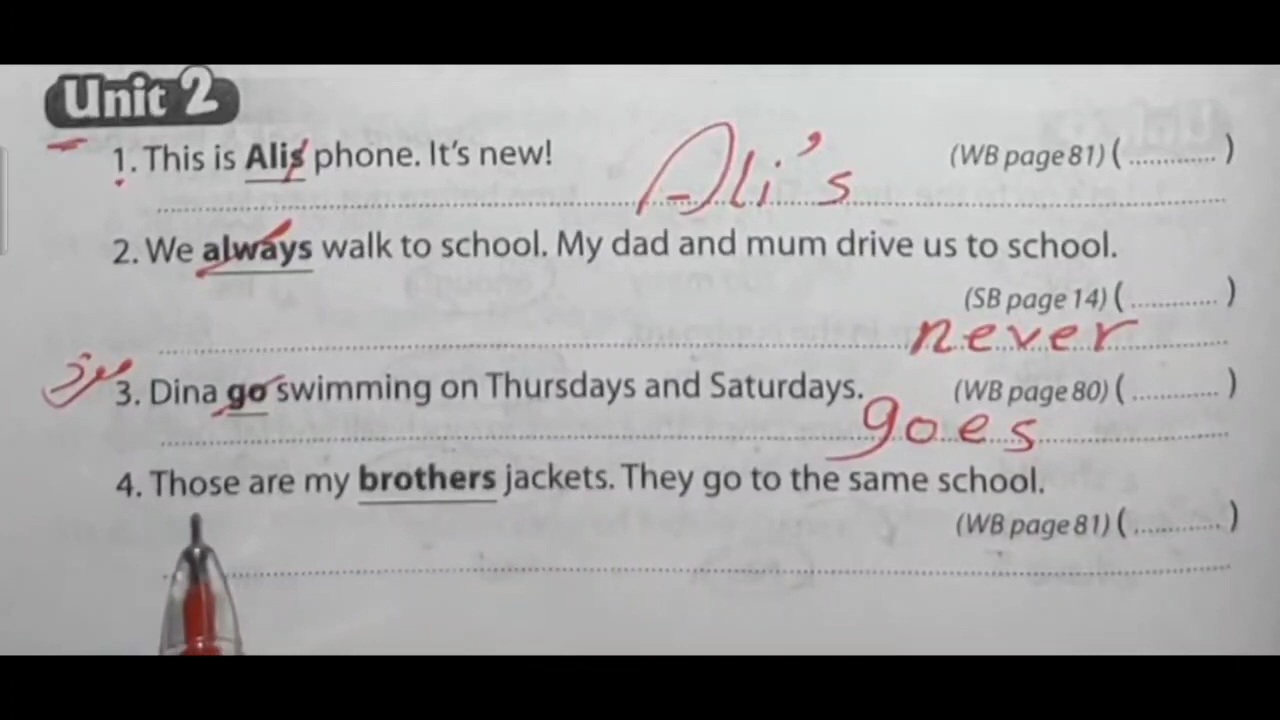 Unit 2
1. This is Alis phone. It's new! (WB page 81) (............)
Ali's
2. We always walk to school. My dad and mum drive us to school.
(SB page 14) (............)
never
3. Dina go swimming on Thursdays and Saturdays. (WB page 80) (............)
goes
4. Those are my brothers jackets. They go to the same school.
(WB page 81) (............)